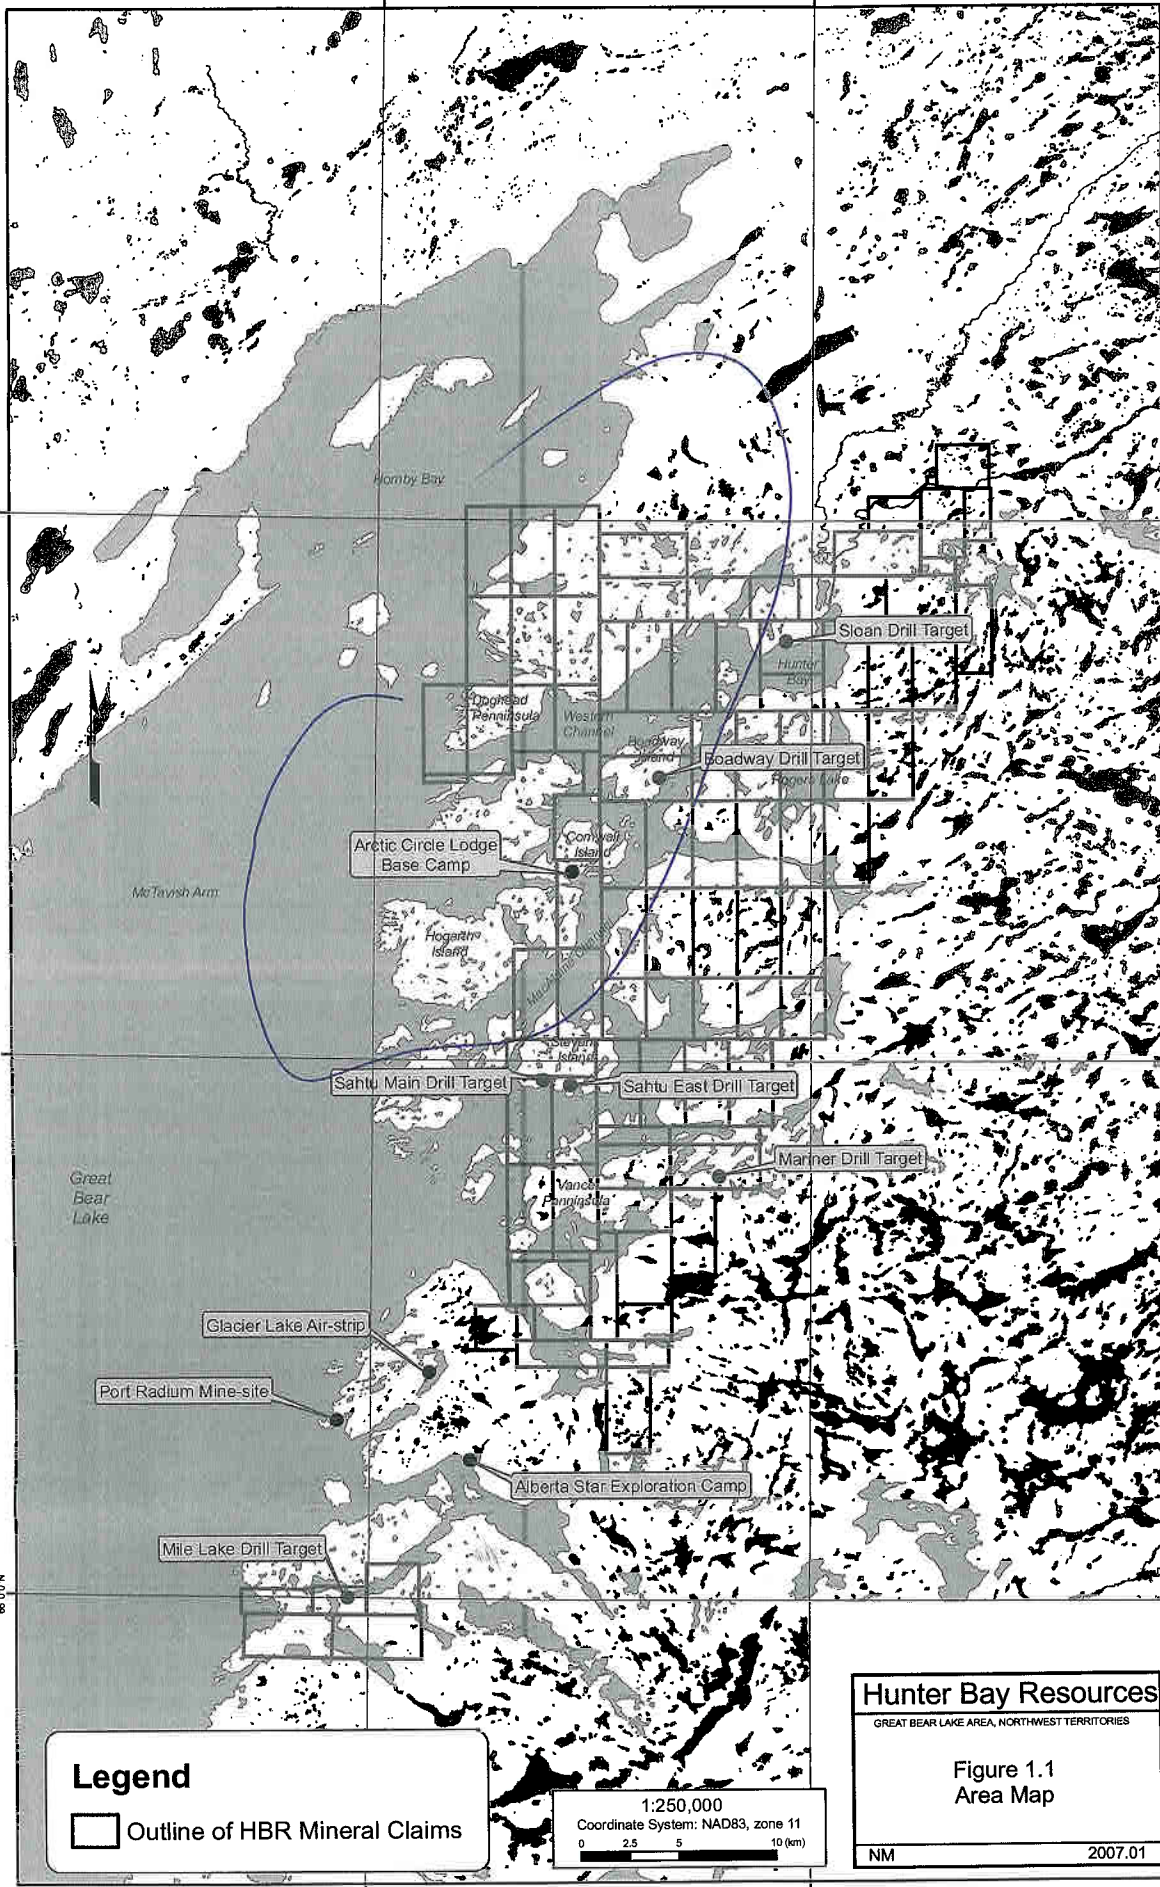 Hornby Bay
Sloan Drill Target
Hunter
Bay
Doghead
Penninsula
Western
Channel
Boadway
Island
Boadway Drill Target
Rogers Lake
Arctic Circle Lodge
Base Camp
Cornwall
Island
McTavish Arm
Hogarth
Island
Stevens
Island
Sahtu Main Drill Target
Sahtu East Drill Target
Mariner Drill Target
Great
Bear
Lake
Vance
Penninsula
Glacier Lake Air-strip
Port Radium Mine-site
Alberta Star Exploration Camp
Mile Lake Drill Target
Hunter Bay Resources
GREAT BEAR LAKE AREA, NORTHWEST TERRITORIES
Figure 1.1
Area Map
NM 2007.01
Legend
Outline of HBR Mineral Claims
1:250,000
Coordinate System: NAD83, zone 11
0 2.5 5 10 (km)